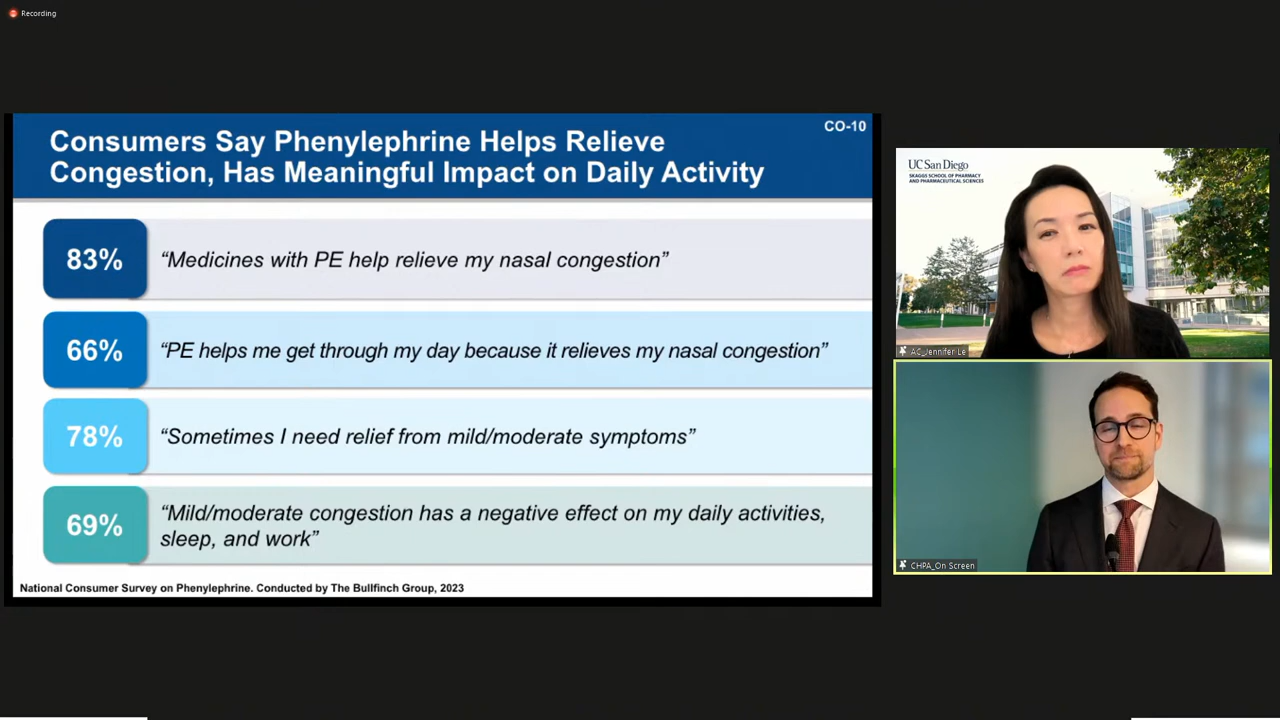 Recording
CO-10
Consumers Say Phenylephrine Helps Relieve
Congestion, Has Meaningful Impact on Daily Activity
83%
“Medicines with PE help relieve my nasal congestion”
66%
“PE helps me get through my day because it relieves my nasal congestion”
78%
“Sometimes I need relief from mild/moderate symptoms”
69%
“Mild/moderate congestion has a negative effect on my daily activities,
sleep, and work”
National Consumer Survey on Phenylephrine. Conducted by The Bullfinch Group, 2023
UC San Diego
SKAGGS SCHOOL OF PHARMACY
AND PHARMACEUTICAL SCIENCES
AC_Jennifer Le
CHPA_On Screen